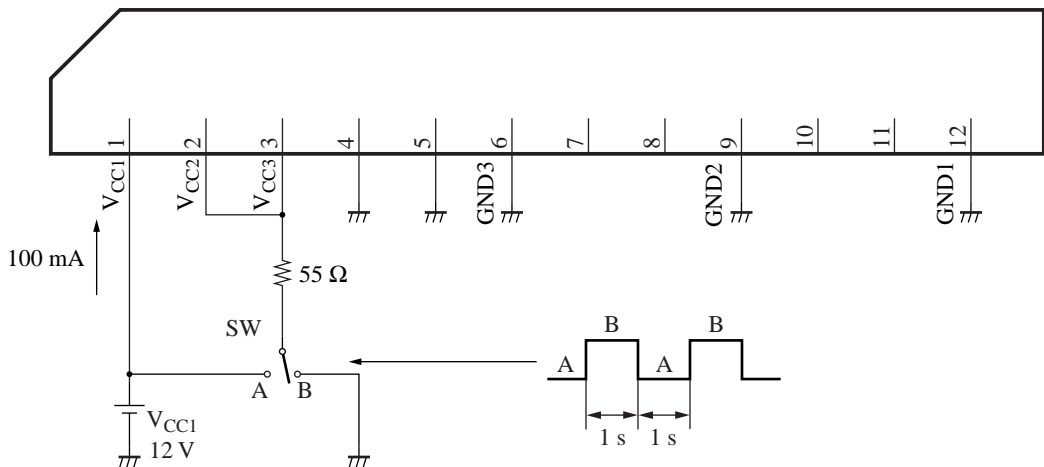 1 2 3 4 5 6 7 8 9 10 11 12
VCC1 VCC2 VCC3 GND3 GND2 GND1
100 mA
55 Ω
SW
A B
VCC1
12 V
B B
A A
1 s 1 s